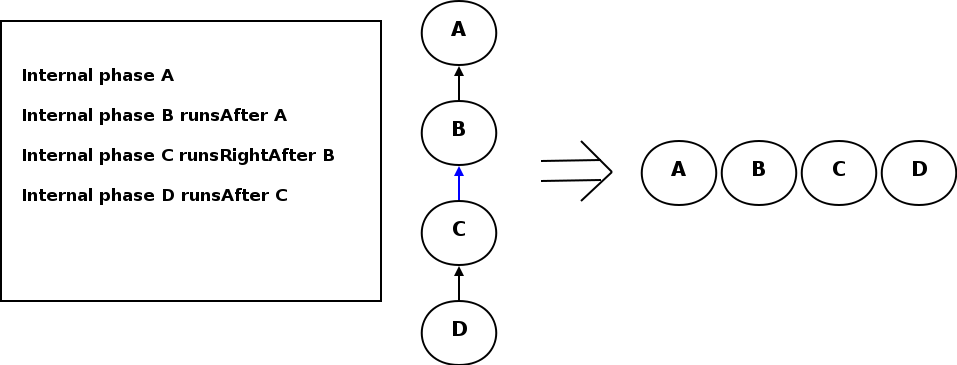 Internal phase A
Internal phase B runsAfter A
Internal phase C runsRightAfter B
Internal phase D runsAfter C
A
B
C
D
A B C D